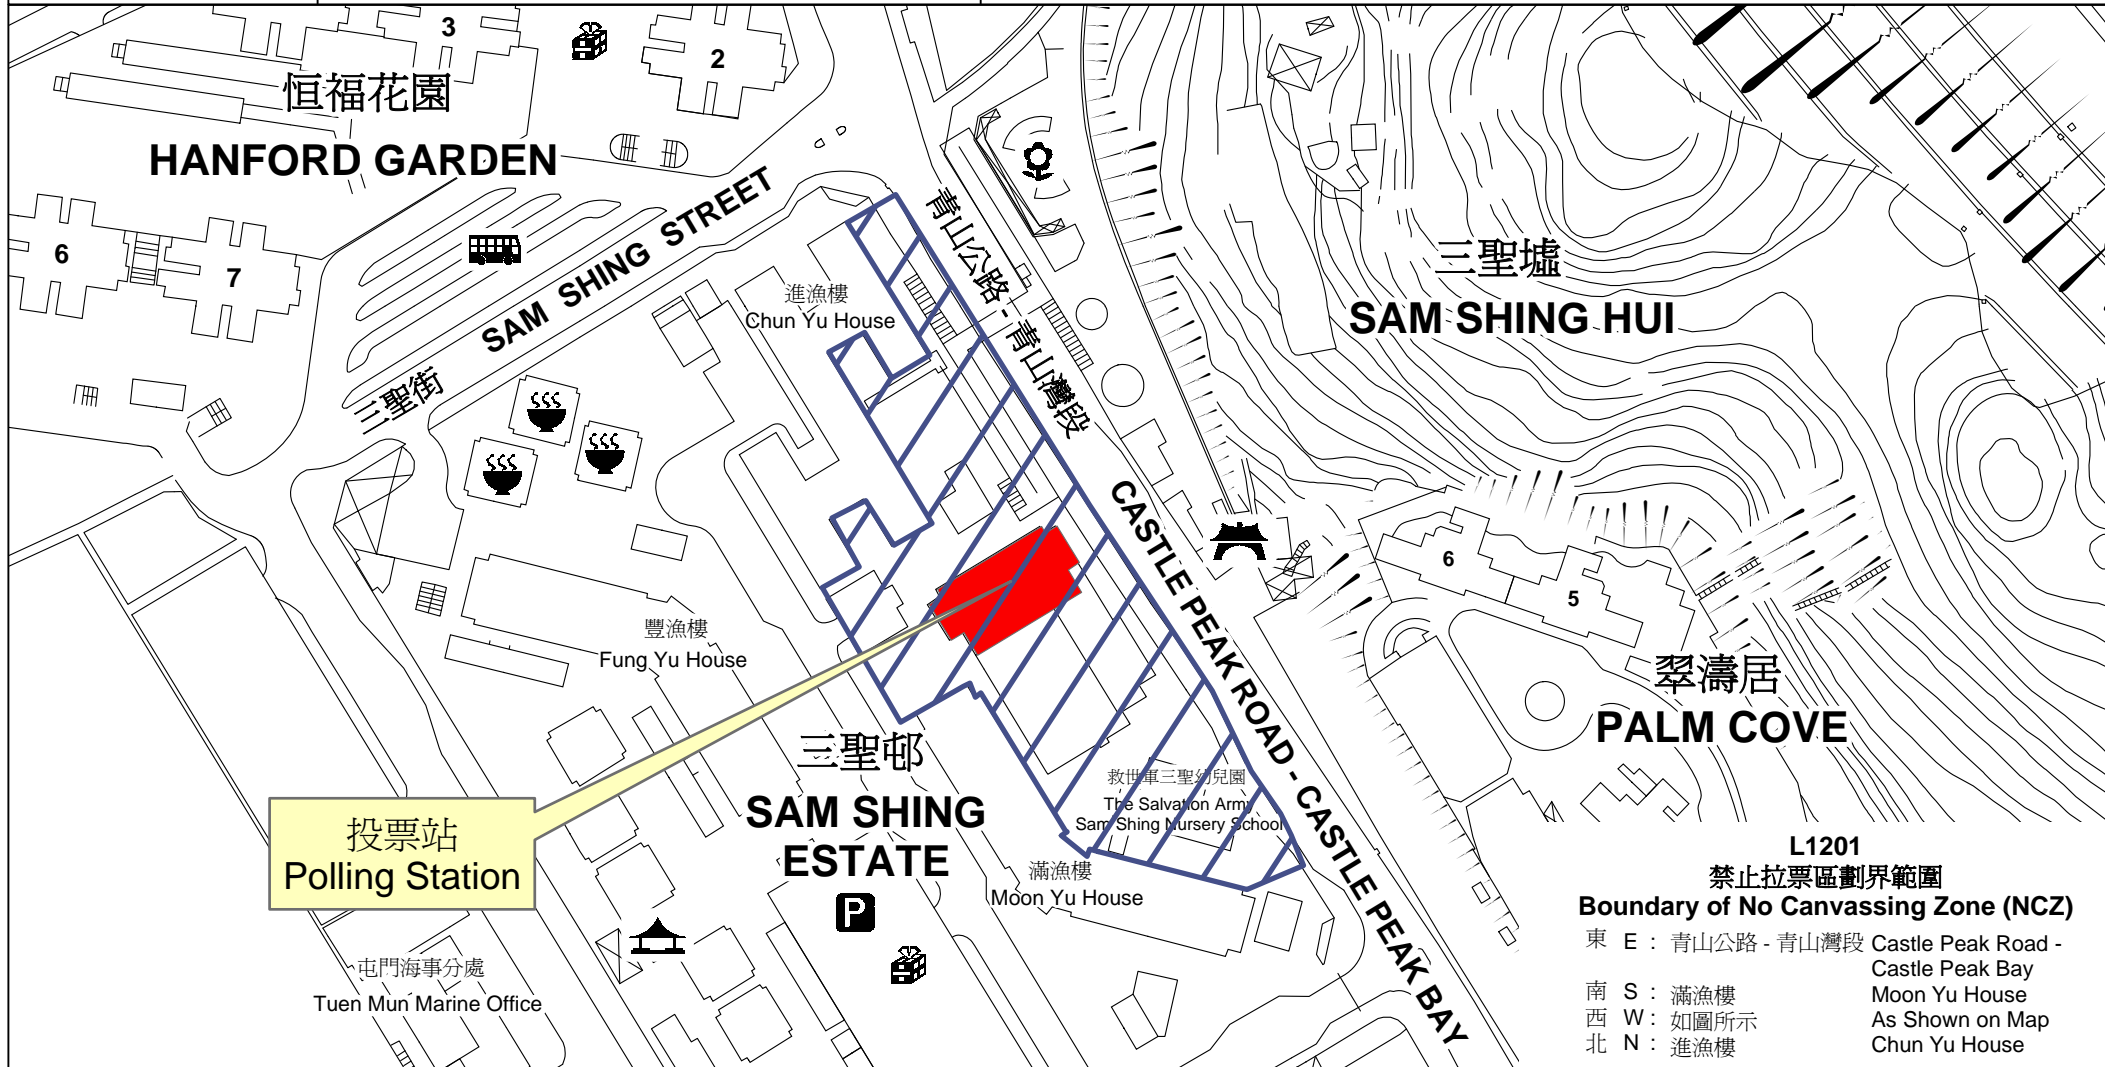 3
2
恒福花園
HANFORD GARDEN
6
7
SAM SHING STREET
三聖街
進漁樓
Chun Yu House
青山公路 - 青山灣段
三聖墟
SAM SHING HUI
CASTLE PEAK ROAD - CASTLE PEAK BAY
6
5
翠濤居
PALM COVE
豐漁樓
Fung Yu House
三聖邨
SAM SHING
ESTATE
救世軍三聖幼兒園
The Salvation Army
Sam Shing Nursery School
滿漁樓
Moon Yu House
投票站
Polling Station
P
屯門海事分處
Tuen Mun Marine Office
L1201
禁止拉票區劃界範圍
Boundary of No Canvassing Zone (NCZ)
東 E : 青山公路 - 青山灣段 Castle Peak Road -
Castle Peak Bay
南 S : 滿漁樓 Moon Yu House
西 W : 如圖所示 As Shown on Map
北 N : 進漁樓 Chun Yu House